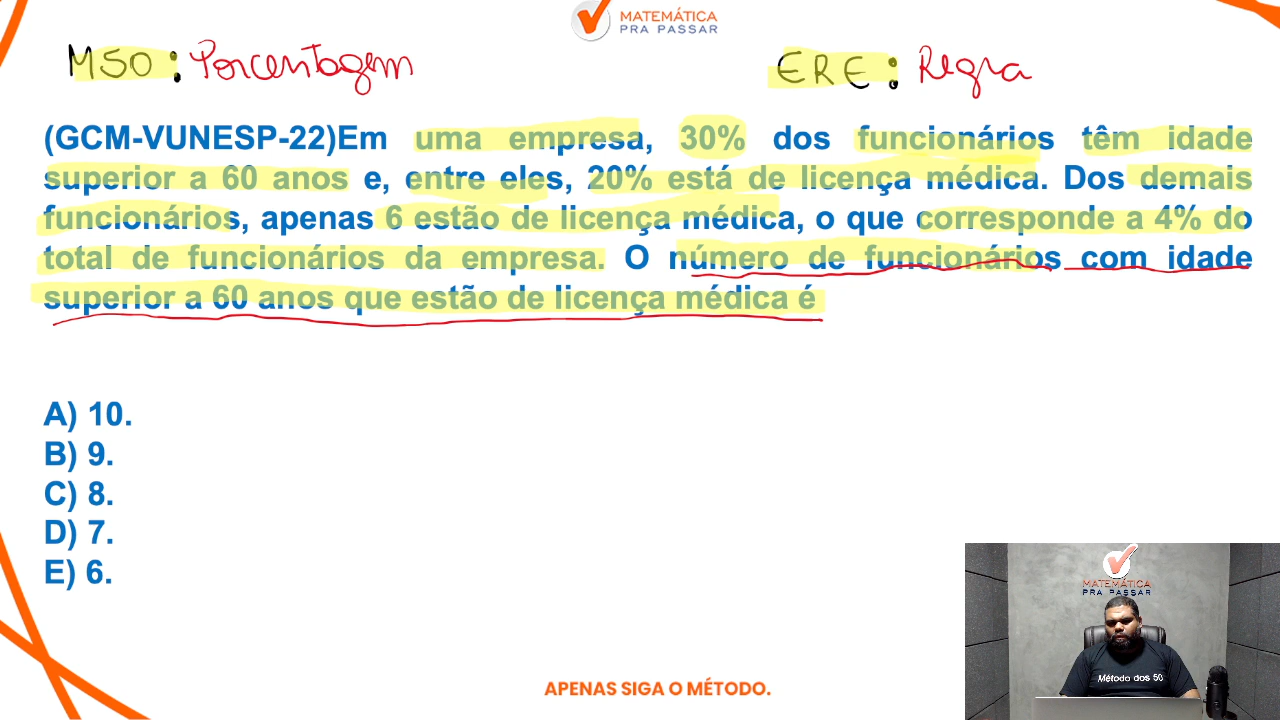 MATEMÁTICA
PRA PASSAR
M50 : Porcentagem
ERE : Regra
(GCM-VUNESP-22)Em uma empresa, 30% dos funcionários têm idade
superior a 60 anos e, entre eles, 20% está de licença médica. Dos demais
funcionários, apenas 6 estão de licença médica, o que corresponde a 4% do
total de funcionários da empresa. O número de funcionários com idade
superior a 60 anos que estão de licença médica é
A) 10.
B) 9.
C) 8.
D) 7.
E) 6.
MATEMÁTICA
PRA PASSAR
Método dos 50
APENAS SIGA O MÉTODO.